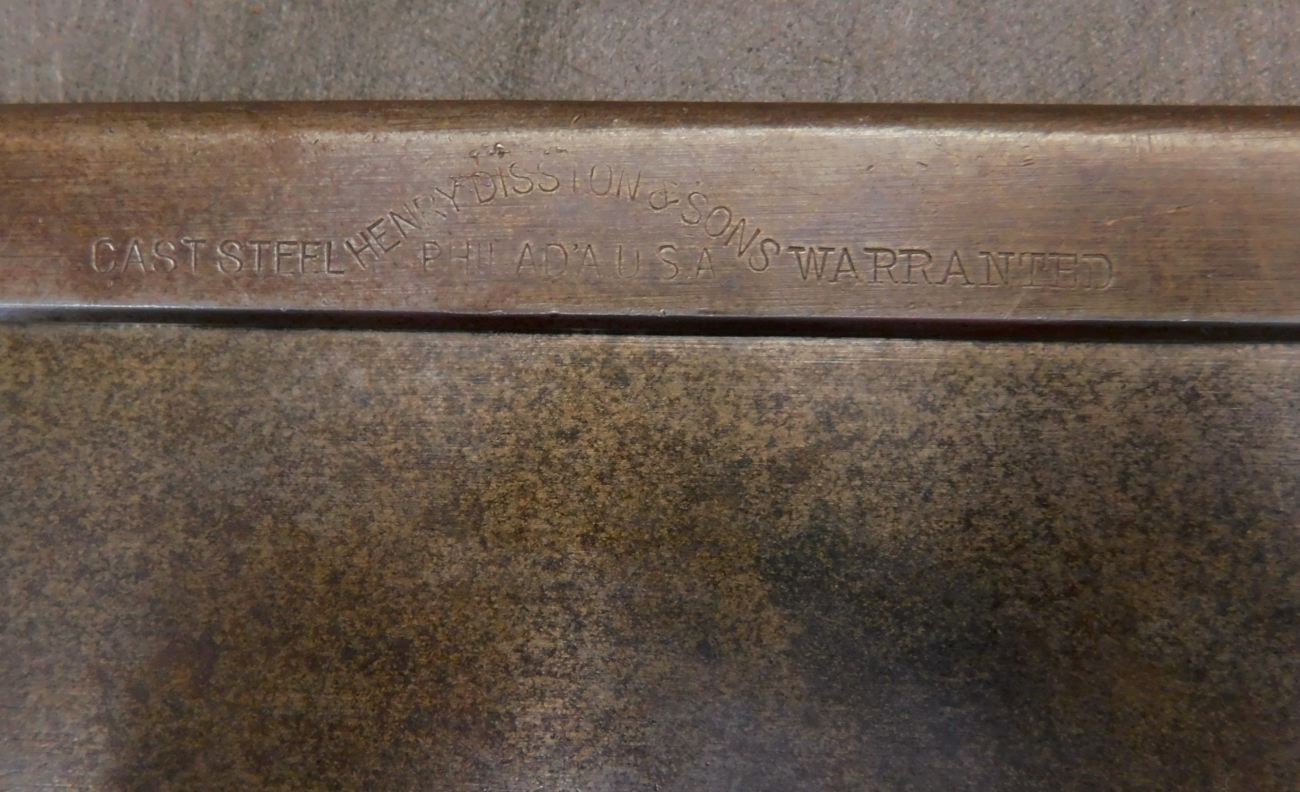 HENRY DISSTON & SONS
CAST STEEL PHILAD'A U S A WARRANTED